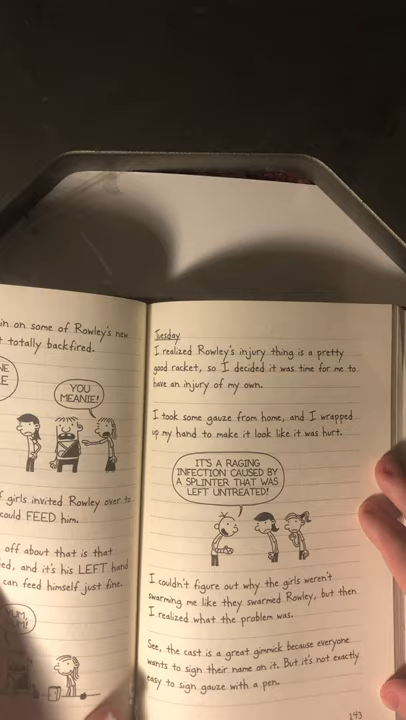 in on some of Rowley's new
totally backfired.
YOU
MEANIE!
girls invited Rowley over to
could FEED him.
off about that is that
and it's his LEFT hand
can feed himself just fine.
YUM,
Tuesday
I realized Rowley's injury thing is a pretty
good racket, so I decided it was time for me to
have an injury of my own.
I took some gauze from home, and I wrapped
up my hand to make it look like it was hurt.
IT'S A RAGING
INFECTION CAUSED BY
A SPLINTER THAT WAS
LEFT UNTREATED!
I couldn't figure out why the girls weren't
swarming me like they swarmed Rowley, but then
I realized what the problem was.
See, the cast is a great gimmick because everyone
wants to sign their name on it. But it's not exactly
easy to sign gauze with a pen.
143